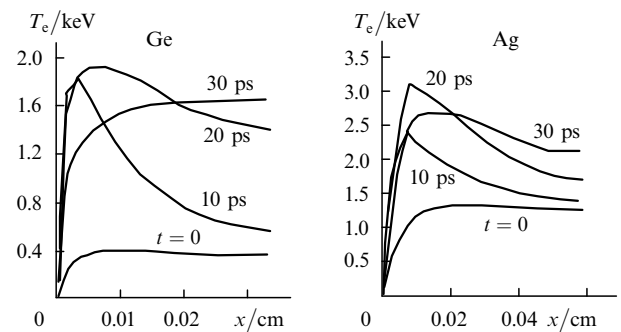 T_e/keV
Ge
2.0
1.6
1.2
0.8
0.4
0
0.01
0.02
x/cm
30 ps
20 ps
10 ps
t = 0
T_e/keV
Ag
3.5
3.0
2.5
2.0
1.5
1.0
0.5
0
0.02
0.04
x/cm
20 ps
30 ps
10 ps
t = 0